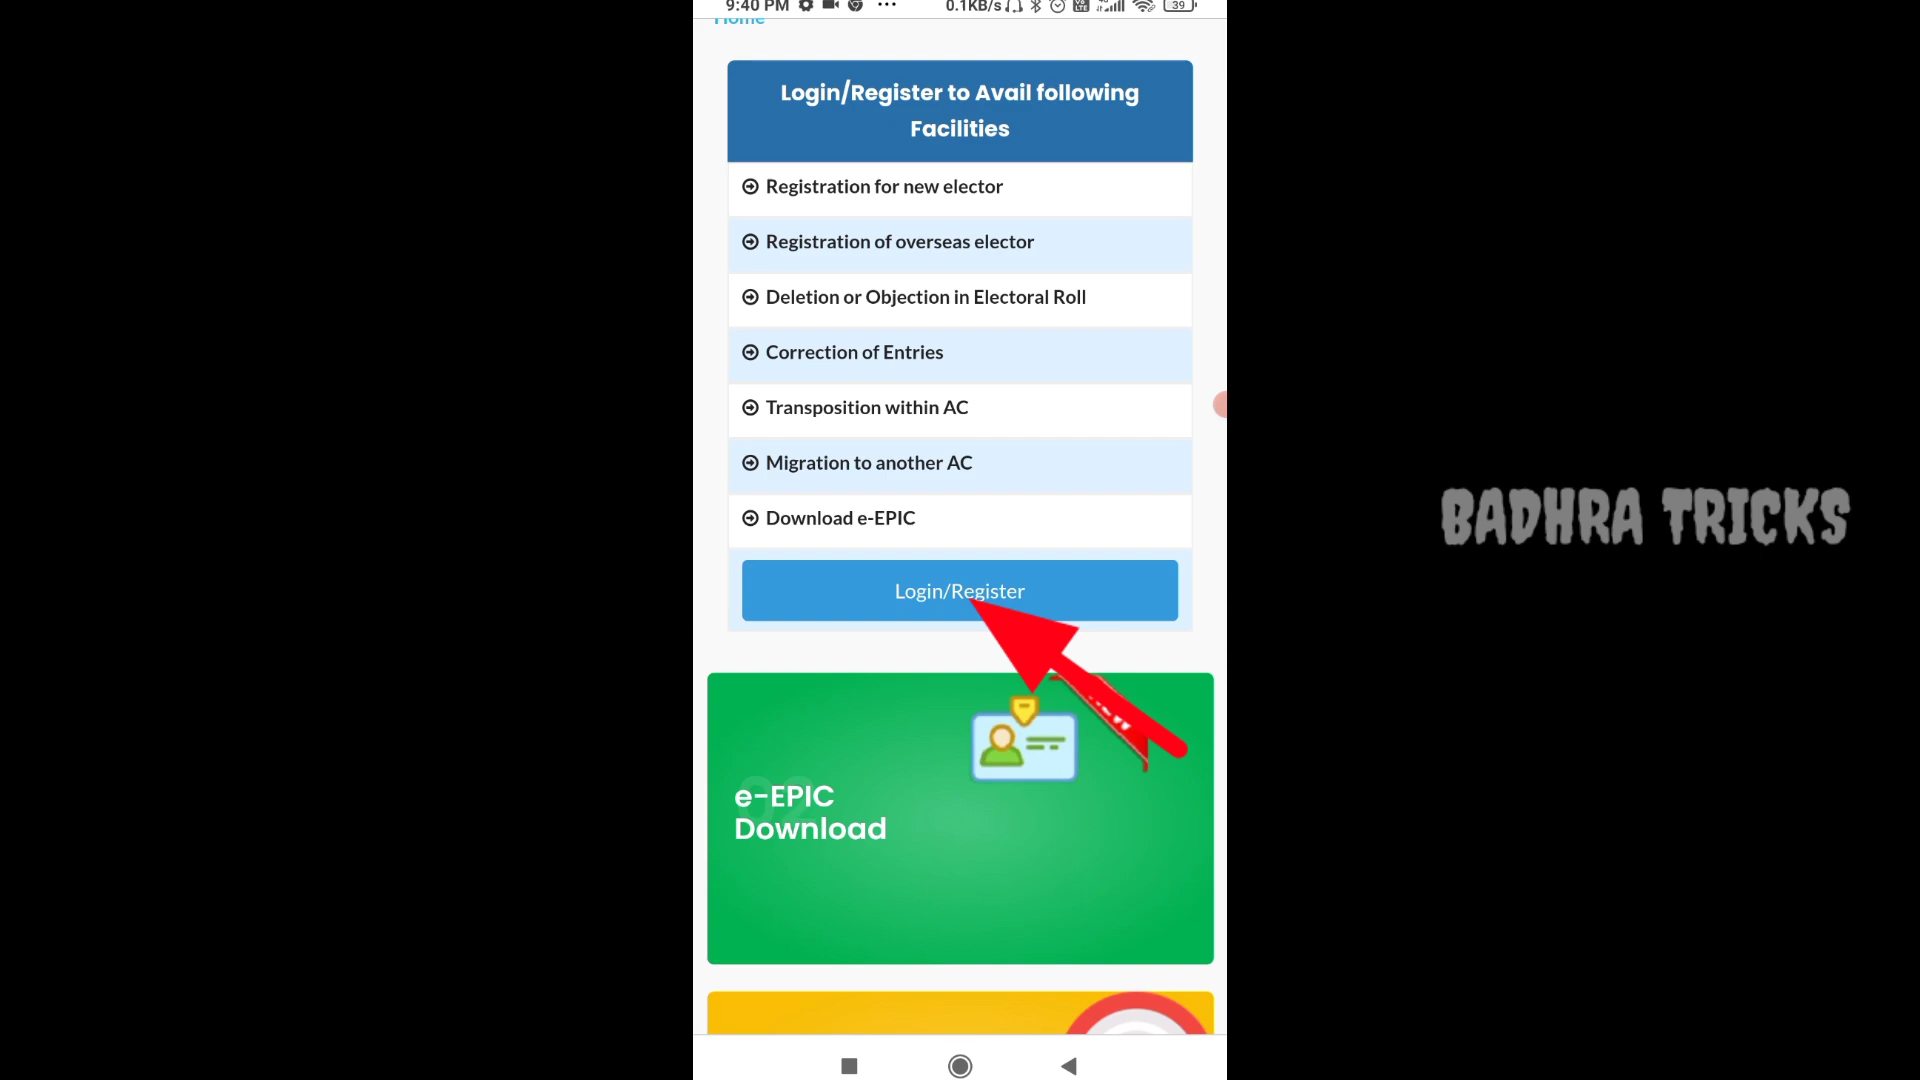 9:40 PM
0.1KB/s
39
Home
Login/Register to Avail following
Facilities
Registration for new elector
Registration of overseas elector
Deletion or Objection in Electoral Roll
Correction of Entries
Transposition within AC
Migration to another AC
Download e-EPIC
Login/Register
e-EPIC
Download
BADHRA TRICKS